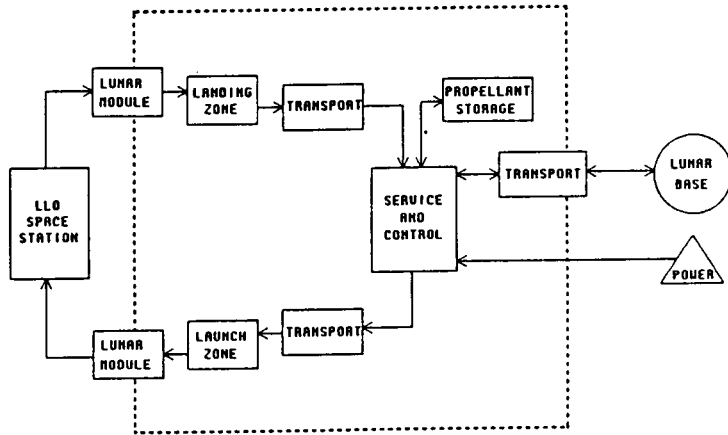 LUNAR
MODULE
LANDING
ZONE
TRANSPORT
PROPELLANT
STORAGE
LLO
SPACE
STATION
SERVICE
AND
CONTROL
TRANSPORT
LUNAR
BASE
POWER
LUNAR
MODULE
LAUNCH
ZONE
TRANSPORT